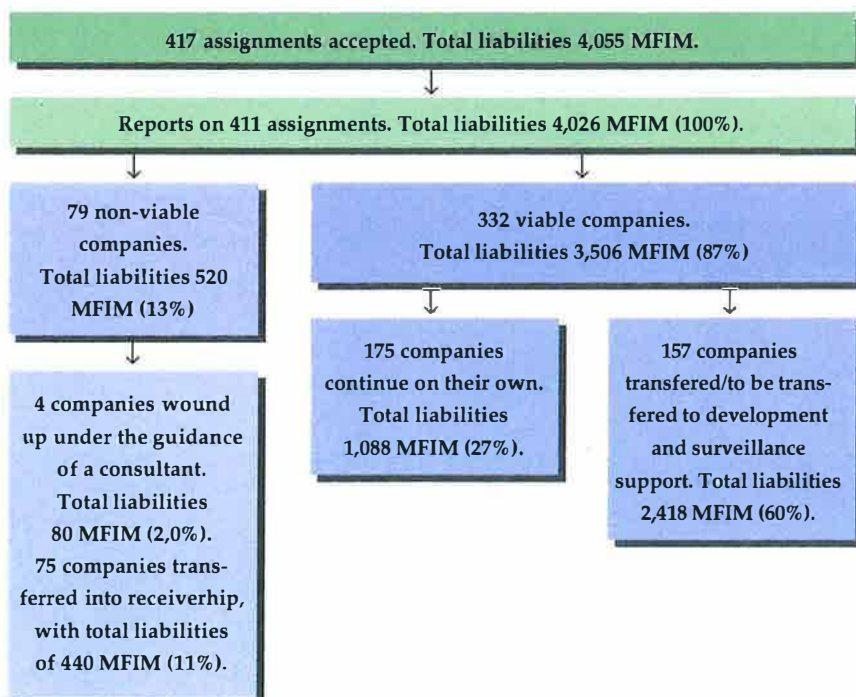 417 assignments accepted. Total liabilities 4,055 MFIM.
Reports on 411 assignments. Total liabilities 4,026 MFIM (100%).
79 non-viable
companies.
Total liabilities 520
MFIM (13%)
332 viable companies.
Total liabilities 3,506 MFIM (87%)
4 companies wound
up under the guidance
of a consultant.
Total liabilities
80 MFIM (2,0%).
75 companies trans-
ferred into receiverhip,
with total liabilities
of 440 MFIM (11%).
175 companies
continue on their own.
Total liabilities
1,088 MFIM (27%).
157 companies
transfered/to be trans-
fered to development
and surveillance
support. Total liabilities
2,418 MFIM (60%).